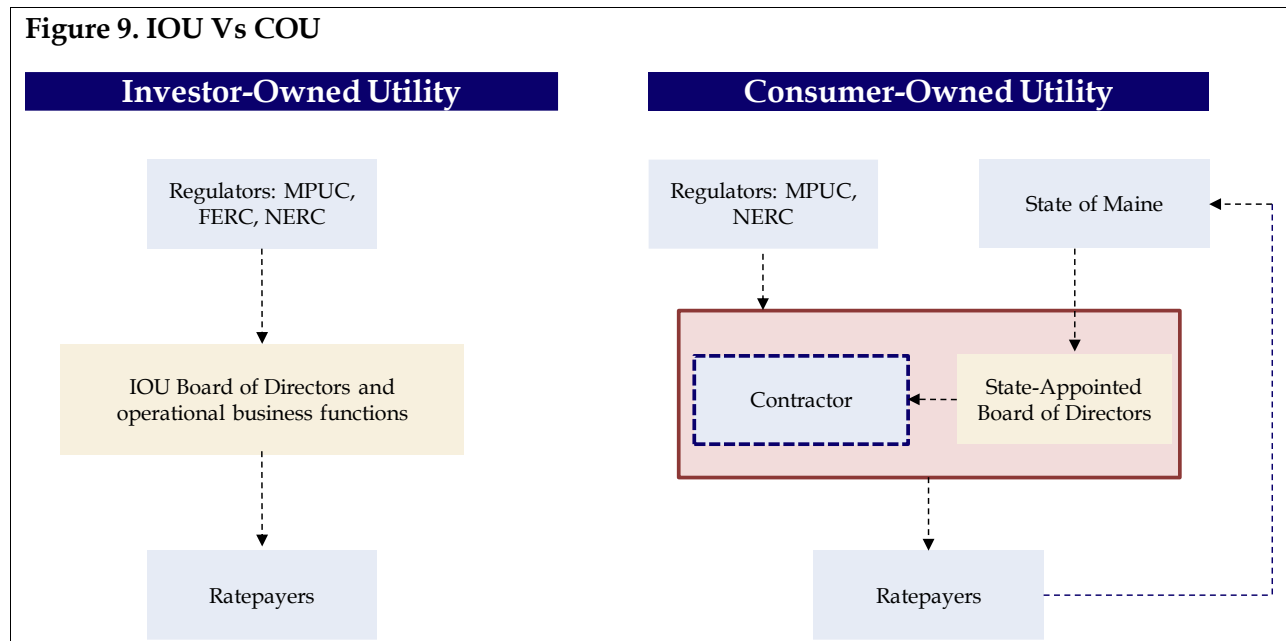 Figure 9. IOU Vs COU
Investor-Owned Utility
Regulators: MPUC,
FERC, NERC
IOU Board of Directors and
operational business functions
Ratepayers
Consumer-Owned Utility
Regulators: MPUC,
NERC
State of Maine
Contractor
State-Appointed
Board of Directors
Ratepayers